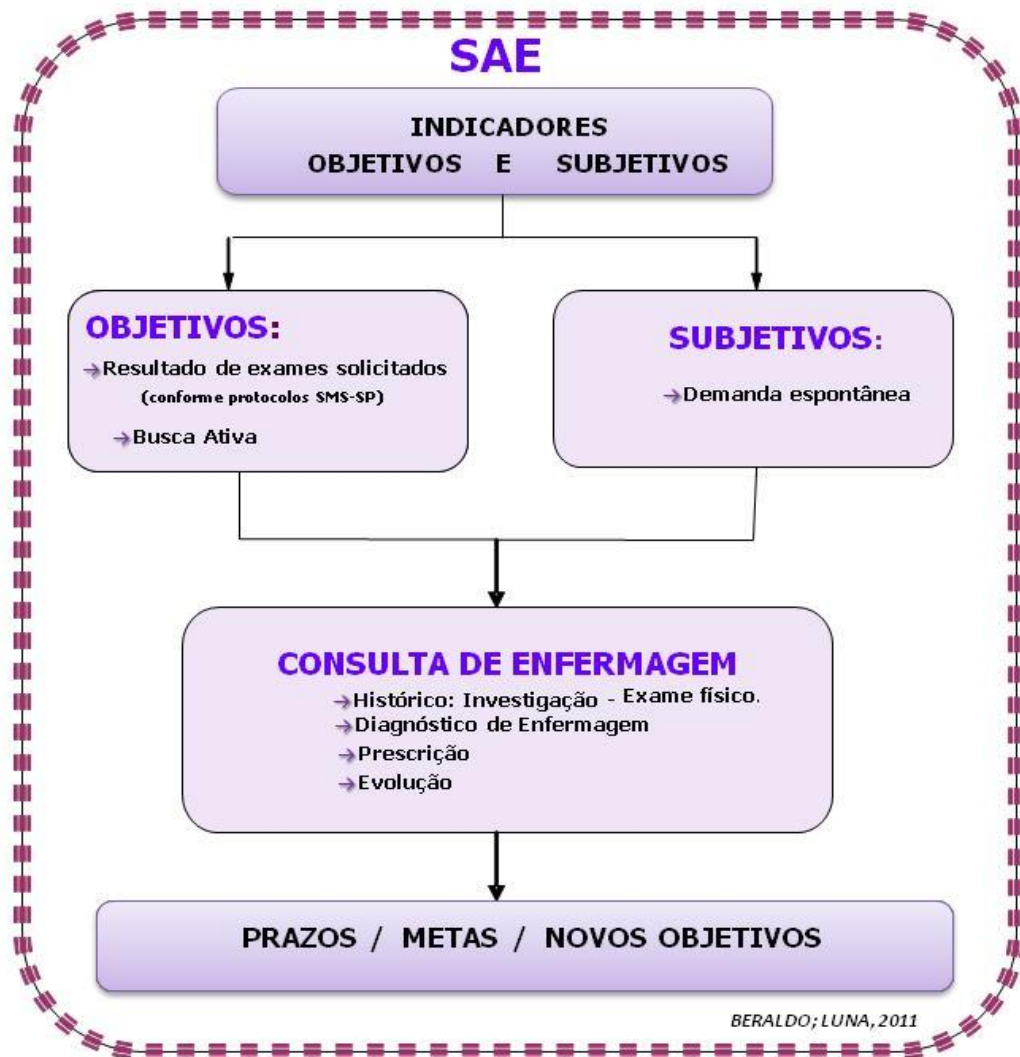 SAE
INDICADORES
OBJETIVOS E SUBJETIVOS
OBJETIVOS:
→Resultado de exames solicitados
(conforme protocolos SMS-SP)
→Busca Ativa
SUBJETIVOS:
→Demanda espontânea
CONSULTA DE ENFERMAGEM
→Histórico: Investigação - Exame físico.
→Diagnóstico de Enfermagem
→Prescrição
→Evolução
PRAZOS / METAS / NOVOS OBJETIVOS
BERALDO; LUNA, 2011